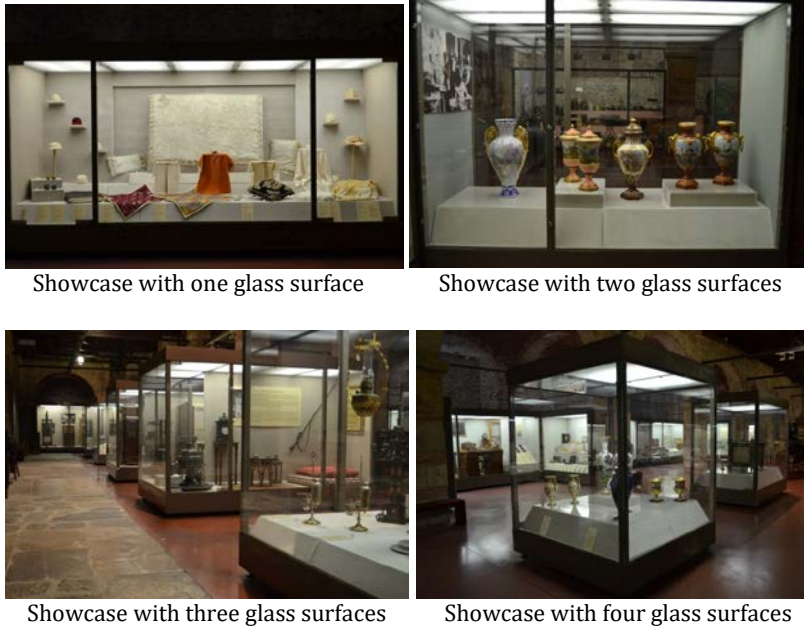 Showcase with one glass surface
Showcase with two glass surfaces
Showcase with three glass surfaces
Showcase with four glass surfaces